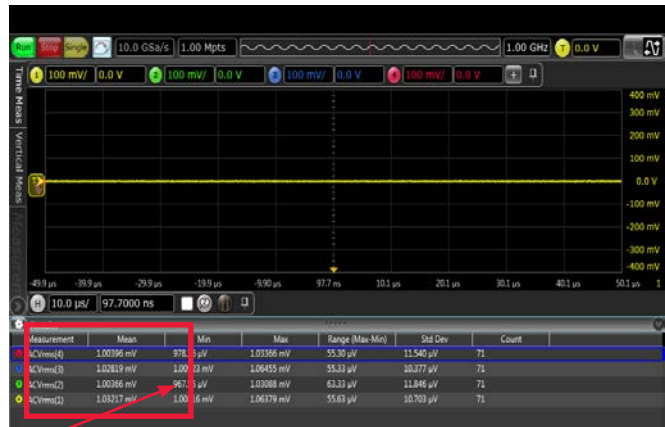 Run Stop Single 10.0 GSa/s 1.00 Mpts 1.00 GHz T 0.0 V
1 100 mV/ 0.0 V 2 100 mV/ 0.0 V 3 100 mV/ 0.0 V 4 100 mV/ 0.0 V +
Time Meas
Vertical Meas
400 mV
300 mV
200 mV
100 mV
0.0 V
-100 mV
-200 mV
-300 mV
-400 mV
-49.9 µs -39.9 µs -29.9 µs -19.9 µs -9.90 µs 97.7 ns 10.1 µs 20.1 µs 30.1 µs 40.1 µs 50.1 µs 1
H 10.0 µs/ 97.7000 ns
Measurement Mean Min Max Range (Max-Min) Std Dev Count
ACVrms(4) 1.00396 mV 1.03366 mV 55.30 µV 11.540 µV 71
ACVrms(3) 1.02819 mV 1.06455 mV 55.33 µV 10.377 µV 71
ACVrms(2) 1.00366 mV 1.03088 mV 63.33 µV 11.846 µV 71
ACVrms(1) 1.03217 mV 1.06379 mV 55.63 µV 10.703 µV 71